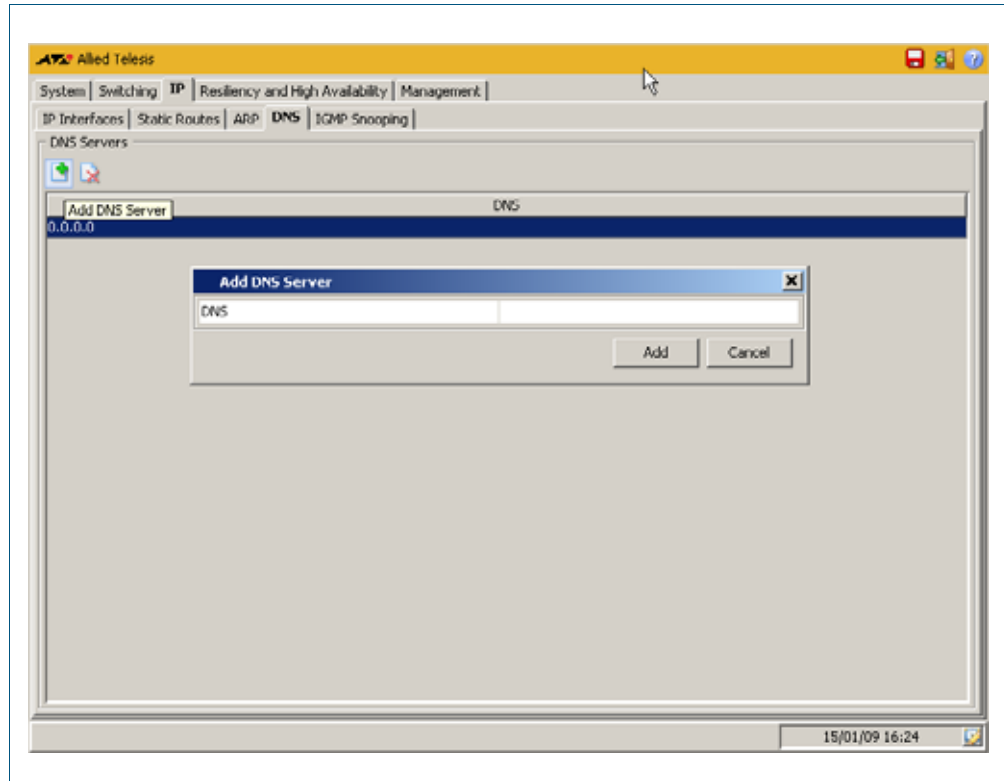 Allied Telesis
System Switching IP Resiliency and High Availability Management
IP Interfaces Static Routes ARP DNS IGMP Snooping
DNS Servers
DNS
Add DNS Server
0.0.0.0
Add DNS Server
DNS
Add Cancel
15/01/09 16:24